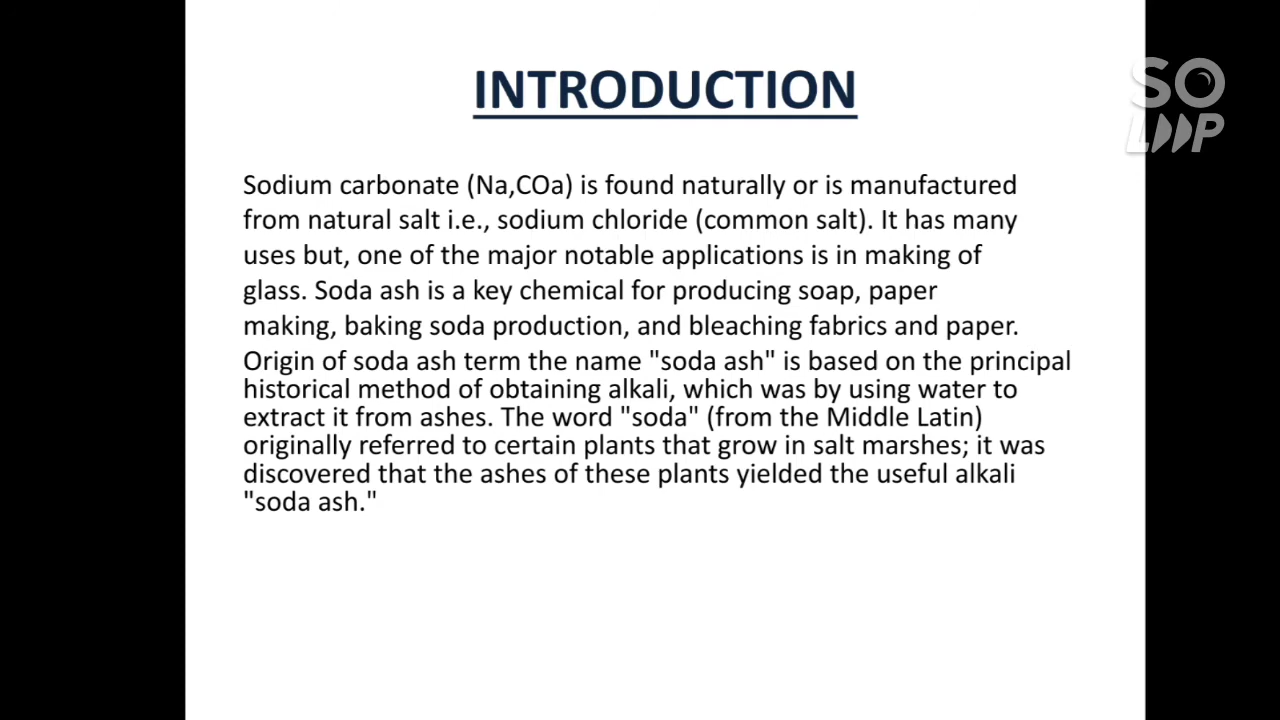 INTRODUCTION
SO
LOOP
Sodium carbonate (Na,COa) is found naturally or is manufactured
from natural salt i.e., sodium chloride (common salt). It has many
uses but, one of the major notable applications is in making of
glass. Soda ash is a key chemical for producing soap, paper
making, baking soda production, and bleaching fabrics and paper.
Origin of soda ash term the name "soda ash" is based on the principal
historical method of obtaining alkali, which was by using water to
extract it from ashes. The word "soda" (from the Middle Latin)
originally referred to certain plants that grow in salt marshes; it was
discovered that the ashes of these plants yielded the useful alkali
"soda ash."